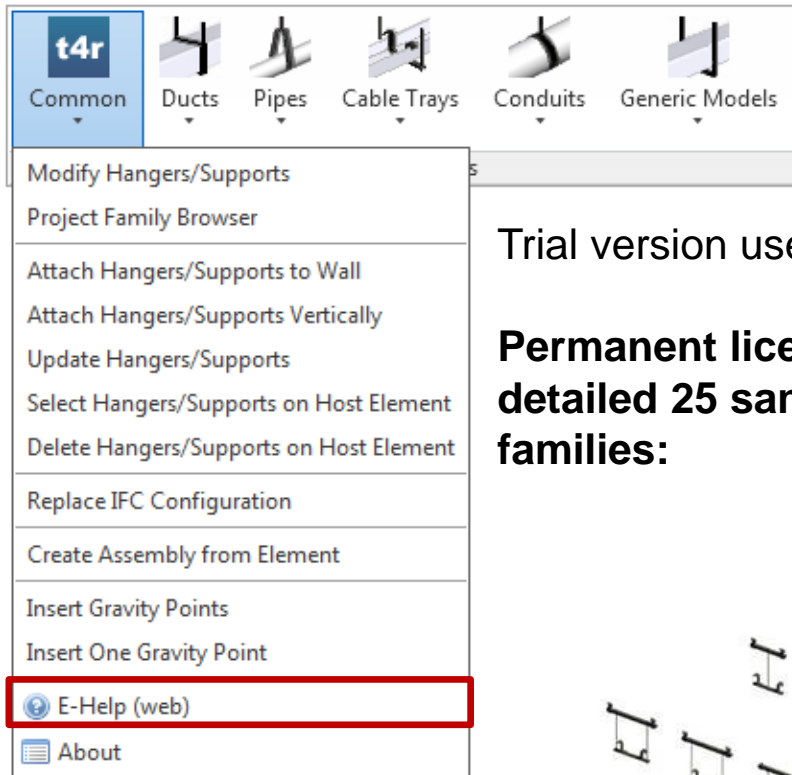 t4r
Common Ducts Pipes Cable Trays Conduits Generic Models
Modify Hangers/Supports
Project Family Browser
Attach Hangers/Supports to Wall
Attach Hangers/Supports Vertically
Update Hangers/Supports
Select Hangers/Supports on Host Element
Delete Hangers/Supports on Host Element
Replace IFC Configuration
Create Assembly from Element
Insert Gravity Points
Insert One Gravity Point
E-Help (web)
About
Trial version
Permanent
detailed 25
families: